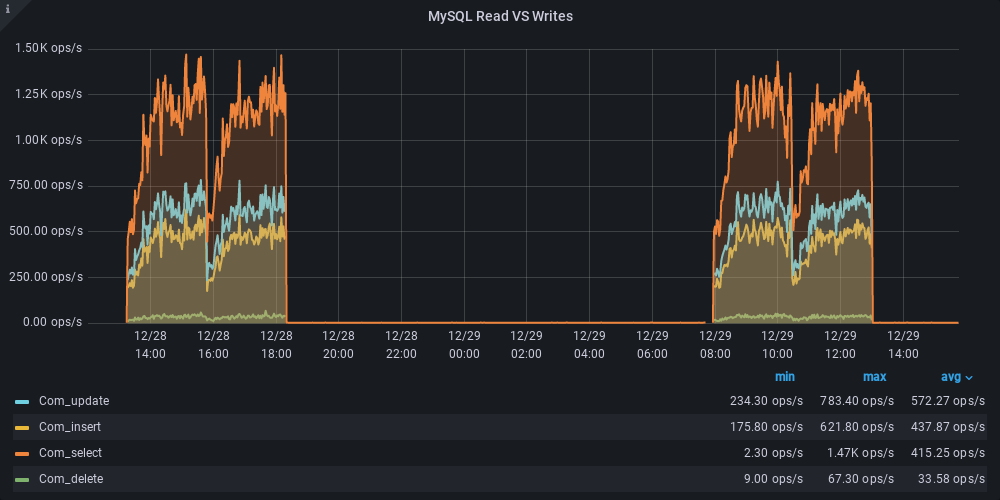 i
MySQL Read VS Writes
1.50K ops/s
1.25K ops/s
1.00K ops/s
750.00 ops/s
500.00 ops/s
250.00 ops/s
0.00 ops/s
12/28 12/28 12/28 12/28 12/28 12/29 12/29 12/29 12/29 12/29 12/29 12/29 12/29
14:00 16:00 18:00 20:00 22:00 00:00 02:00 04:00 06:00 08:00 10:00 12:00 14:00
min max avg
Com_update 234.30 ops/s 783.40 ops/s 572.27 ops/s
Com_insert 175.80 ops/s 621.80 ops/s 437.87 ops/s
Com_select 2.30 ops/s 1.47K ops/s 415.25 ops/s
Com_delete 9.00 ops/s 67.30 ops/s 33.58 ops/s